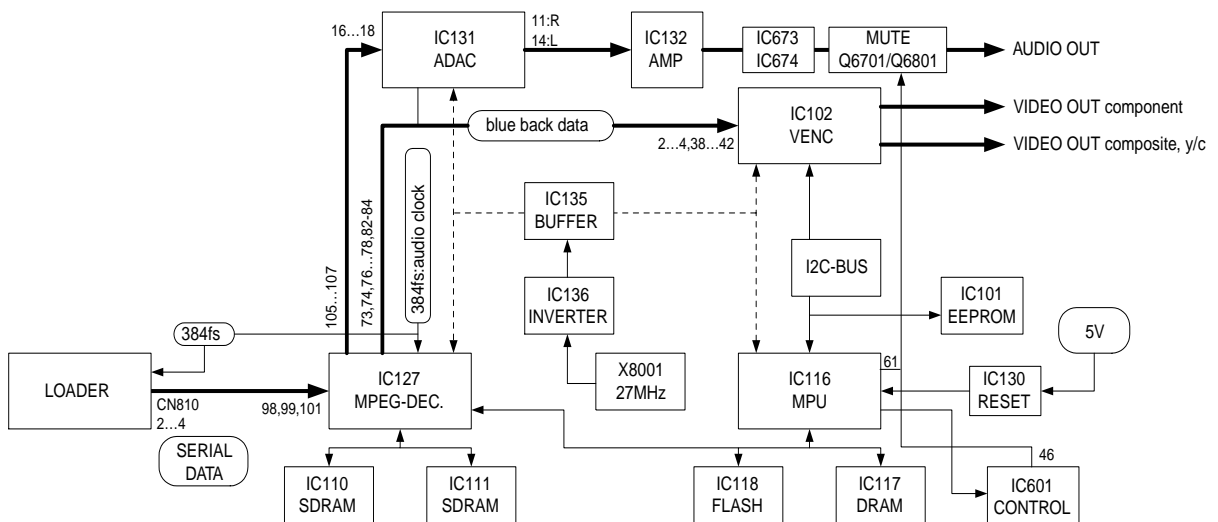 16...18
IC131
ADAC
11:R
14:L
IC132
AMP
IC673
IC674
MUTE
Q6701/Q6801
AUDIO OUT
blue back data
2...4,38...42
IC102
VENC
VIDEO OUT component
VIDEO OUT composite, y/c
105...107
73,74,76...78,82-84
384fs:audio clock
IC135
BUFFER
IC136
INVERTER
X8001
27MHz
I2C-BUS
IC101
EEPROM
5V
384fs
LOADER
CN810
2...4
98,99,101
SERIAL
DATA
IC127
MPEG-DEC.
IC116
MPU
61
IC130
RESET
IC110
SDRAM
IC111
SDRAM
IC118
FLASH
IC117
DRAM
46
IC601
CONTROL